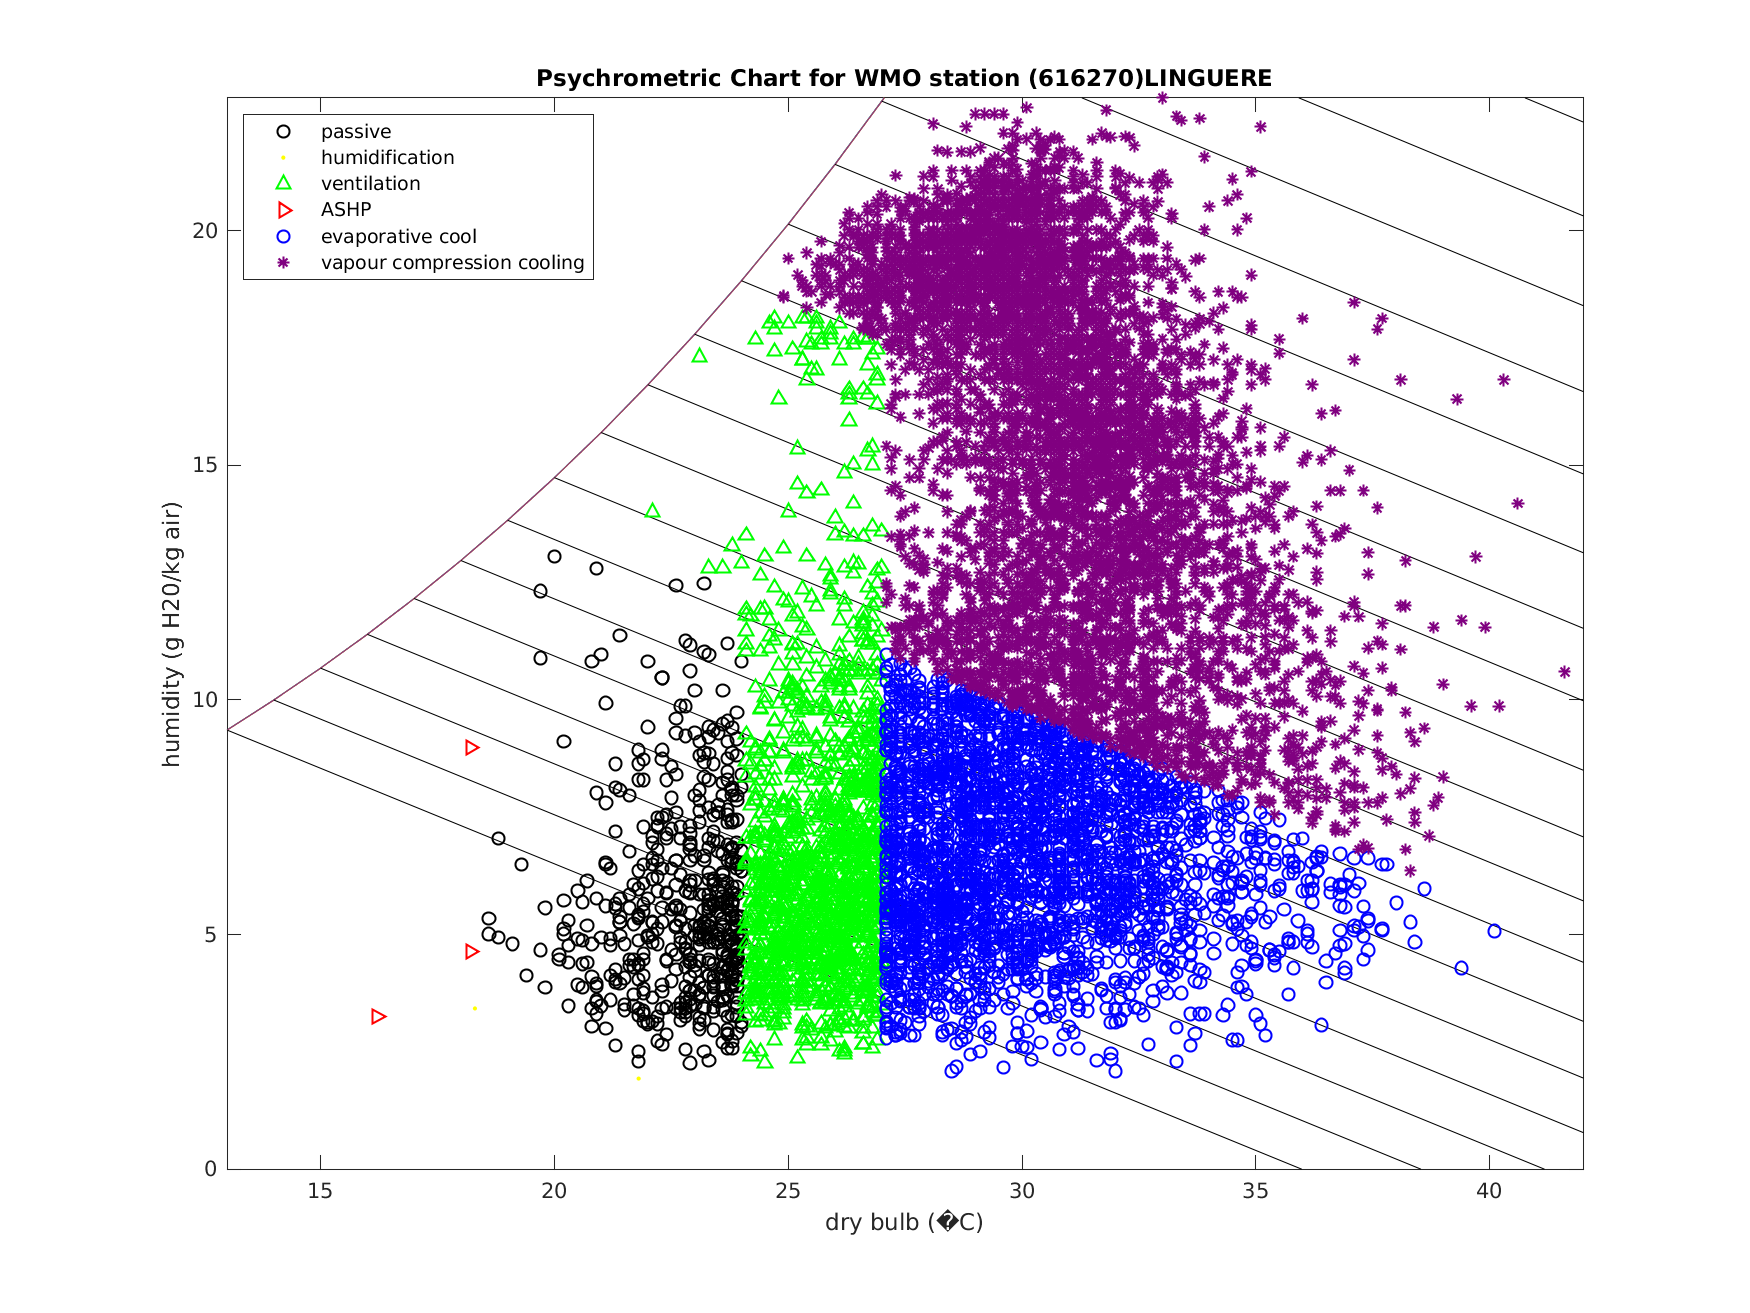 Psychrometric Chart for WMO station (616270)LINGUERE
passive
humidification
ventilation
ASHP
evaporative cool
vapour compression cooling
humidity (g H20/kg air)
20
15
10
5
0
15
20
25
30
35
40
dry bulb (�C)